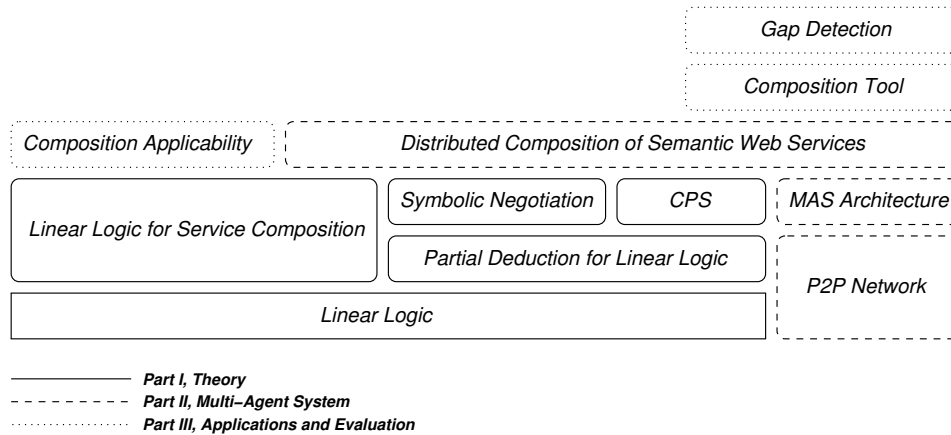 Gap Detection
Composition Tool
Composition Applicability
Distributed Composition of Semantic Web Services
Linear Logic for Service Composition
Symbolic Negotiation
CPS
MAS Architecture
Partial Deduction for Linear Logic
P2P Network
Linear Logic
Part I, Theory
Part II, Multi−Agent System
Part III, Applications and Evaluation